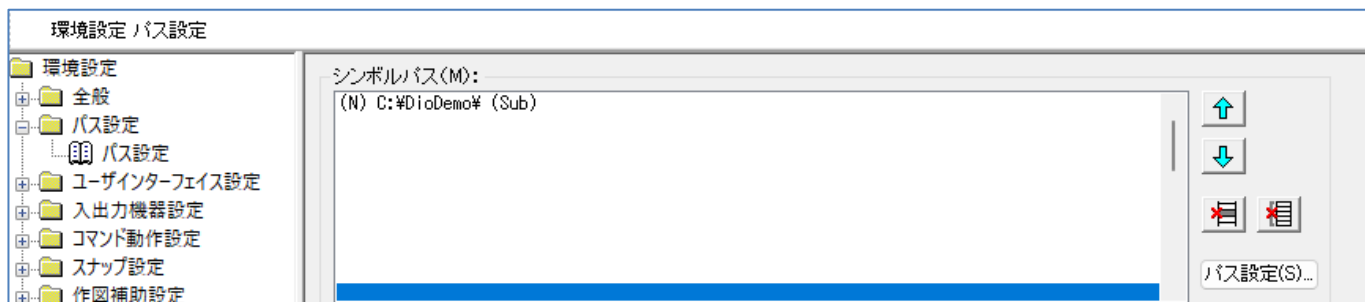 環境設定 パス設定
環境設定
全般
パス設定
パス設定
ユーザインターフェイス設定
入出力機器設定
コマンド動作設定
スナップ設定
作図補助設定
シンボルパス(M):
(N) C:¥DioDemo¥ (Sub)
パス設定(S)...